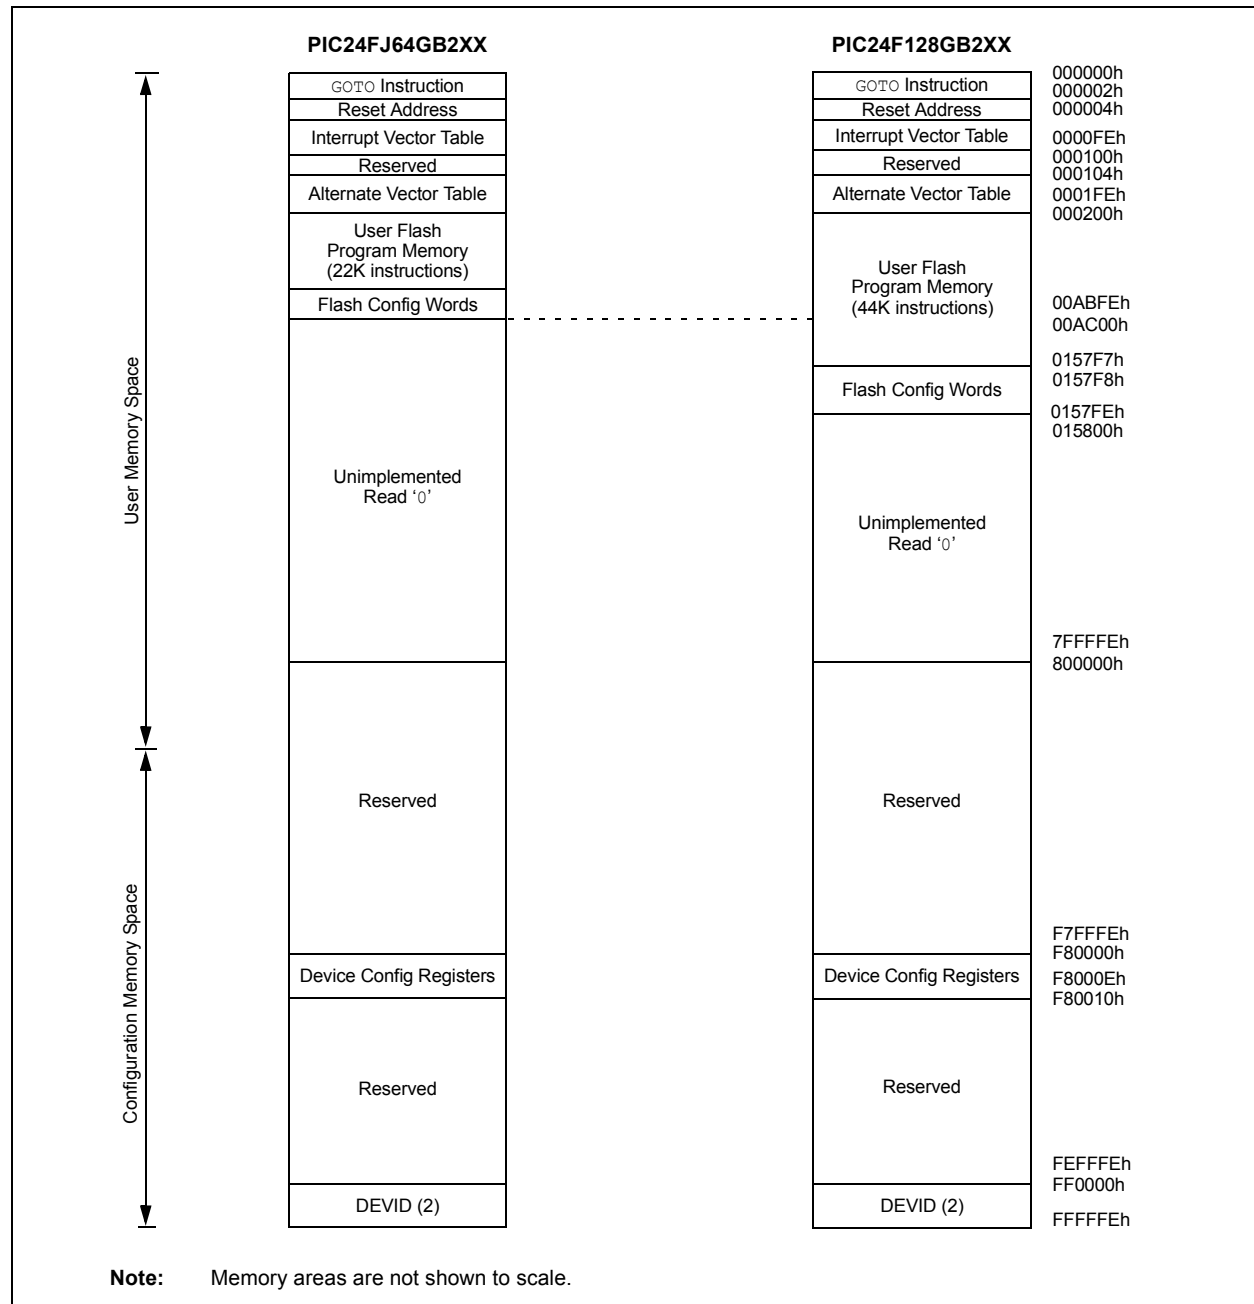 PIC24FJ64GB2XX
GOTO Instruction
Reset Address
Interrupt Vector Table
Reserved
Alternate Vector Table
User Flash
Program Memory
(22K instructions)
Flash Config Words
Unimplemented
Read ‘0’
Reserved
Device Config Registers
Reserved
DEVID (2)
PIC24F128GB2XX
GOTO Instruction
Reset Address
Interrupt Vector Table
Reserved
Alternate Vector Table
User Flash
Program Memory
(44K instructions)
Flash Config Words
Unimplemented
Read ‘0’
Reserved
Device Config Registers
Reserved
DEVID (2)
000000h
000002h
000004h
0000FEh
000100h
000104h
0001FEh
000200h
00ABFEh
00AC00h
0157F7h
0157F8h
0157FEh
015800h
7FFFFEh
800000h
F7FFFEh
F80000h
F8000Eh
F80010h
FEFFFEh
FF0000h
FFFFFEh
User Memory Space
Configuration Memory Space
Note: Memory areas are not shown to scale.